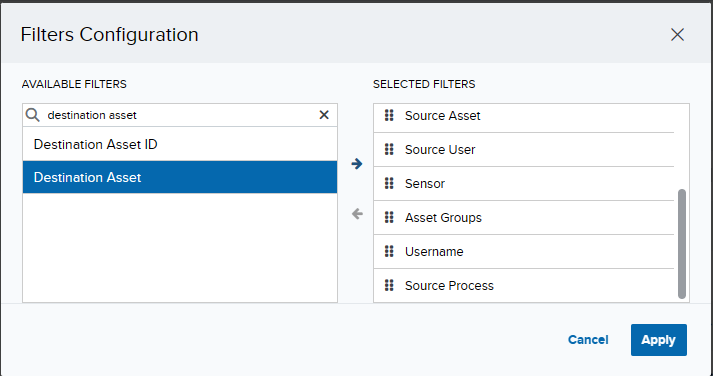 Filters Configuration
AVAILABLE FILTERS
destination asset
Destination Asset ID
Destination Asset
SELECTED FILTERS
Source Asset
Source User
Sensor
Asset Groups
Username
Source Process
Cancel
Apply